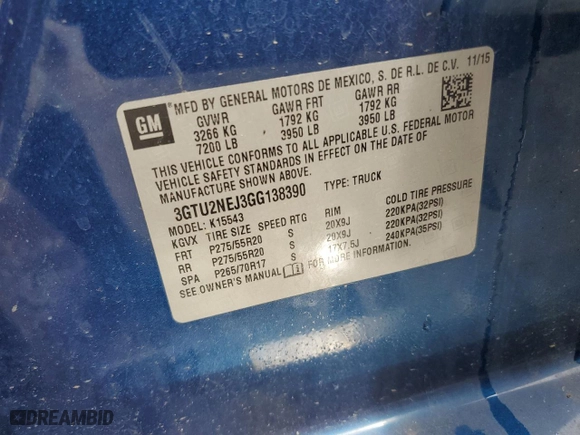 GM
MFD BY GENERAL MOTORS DE MEXICO, S. DE R.L. DE C.V. 11/15
GVWR GAWR FRT GAWR RR
3266 KG 1792 KG 1792 KG
7200 LB 3950 LB 3950 LB
THIS VEHICLE CONFORMS TO ALL APPLICABLE U.S. FEDERAL MOTOR
VEHICLE SAFETY STANDARDS IN EFFECT ON THE DATE OF
MANUFACTURE SHOWN ABOVE.
3GTU2NEJ3GG138390 TYPE: TRUCK
MODEL: K15543
KGVX TIRE SIZE SPEED RTG RIM COLD TIRE PRESSURE
FRT P275/55R20 S 20X9J 220KPA(32PSI)
RR P275/55R20 S 20X9J 220KPA(32PSI)
SPA P265/70R17 S 17X7.5J 240KPA(35PSI)
SEE OWNER'S MANUAL FOR MORE INFORMATION.
DREAMBID